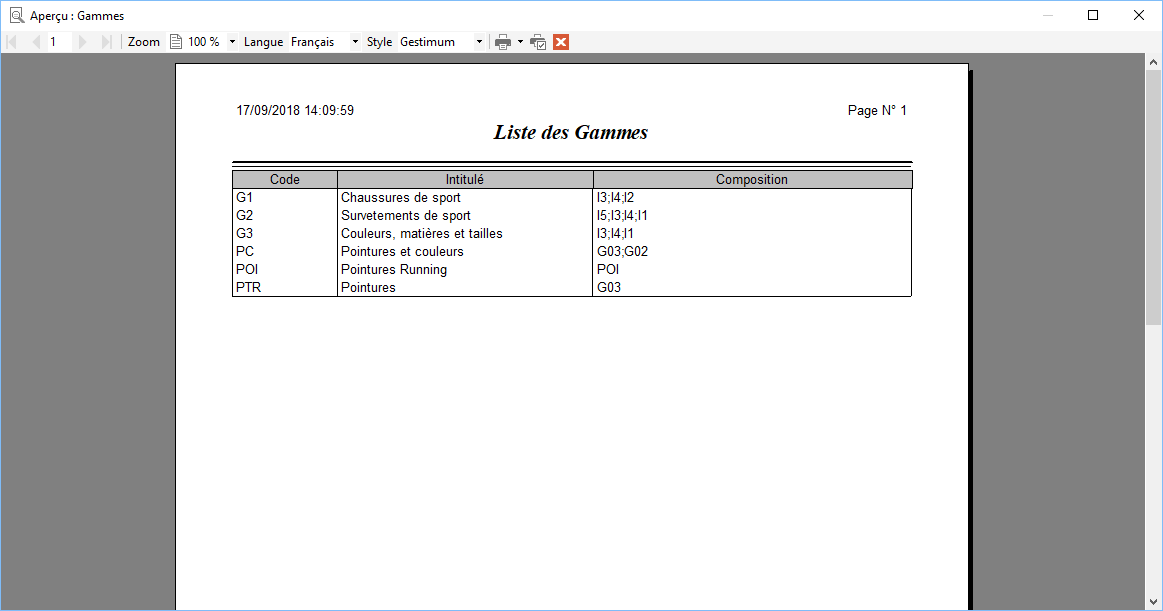 Aperçu : Gammes
1 Zoom 100 % Langue Français Style Gestimum
17/09/2018 14:09:59 Page N° 1
Liste des Gammes
Code Intitulé Composition
G1 Chaussures de sport I3;I4;I2
G2 Survetements de sport I5;I3;I4;I1
G3 Couleurs, matières et tailles I3;I4;I1
PC Pointures et couleurs G03;G02
POI Pointures Running POI
PTR Pointures G03